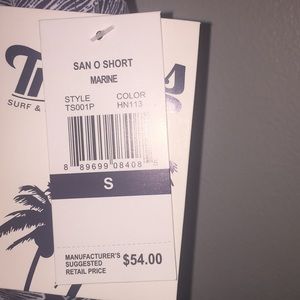 SURF &
SAN O SHORT
MARINE
STYLE COLOR
TS001P HN113
8 89699 08408
S
MANUFACTURER'S
SUGGESTED
RETAIL PRICE $54.00